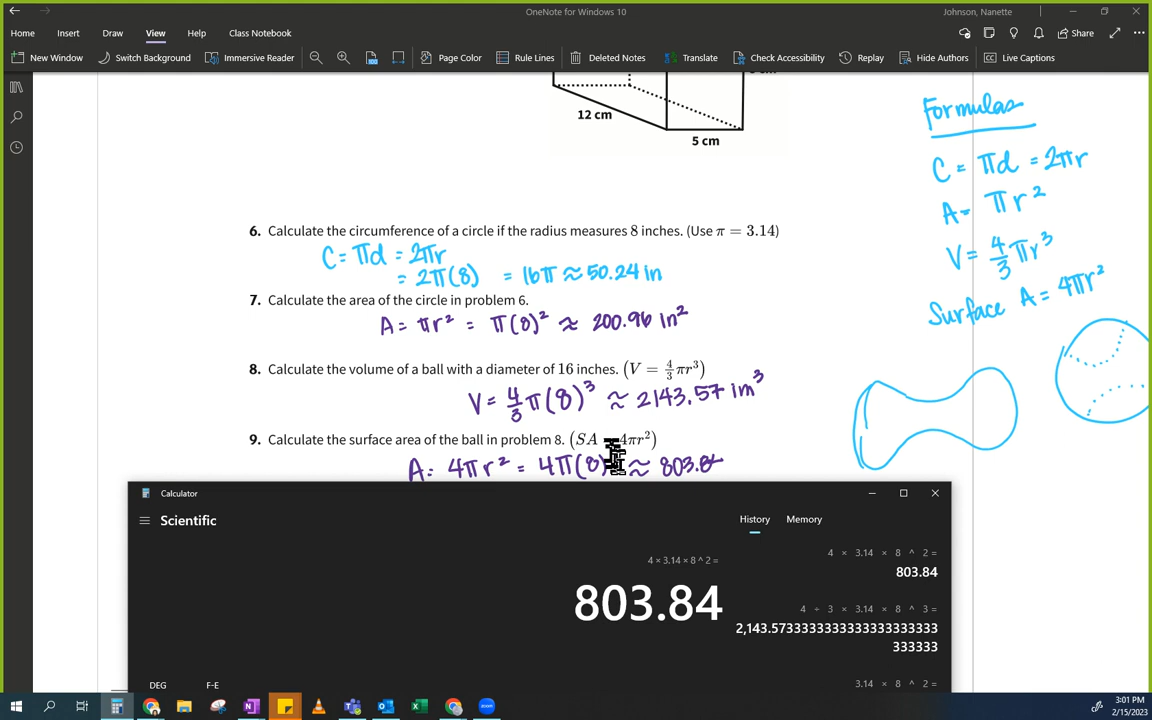 OneNote for Windows 10
Johnson, Nanette
Home Insert Draw View Help Class Notebook
Share
New Window Switch Background Immersive Reader Page Color Rule Lines Deleted Notes Translate Check Accessibility Replay Hide Authors Live Captions
12 cm
5 cm
Formulas
C = πd = 2πr
A = πr²
V = 4/3 πr³
Surface A = 4πr²
6. Calculate the circumference of a circle if the radius measures 8 inches. (Use π = 3.14)
C = πd = 2πr
= 2π(8) = 16π ≈ 50.24 in
7. Calculate the area of the circle in problem 6.
A = πr² = π(8)² ≈ 200.96 in²
8. Calculate the volume of a ball with a diameter of 16 inches. (V = 4/3 πr³)
V = 4/3 π(8)³ ≈ 2143.57 im³
9. Calculate the surface area of the ball in problem 8. (SA 4πr²)
A = 4πr² = 4π(8) ≈ 803.84
Calculator
Scientific
History Memory
4 × 3.14 × 8 ^ 2 =
803.84
4 × 3.14 × 8 ^ 2 =
803.84
4 ÷ 3 × 3.14 × 8 ^ 3 =
2,143.573333333333333333333
333333
3.14 × 8 ^ 2 =
DEG F-E
3:01 PM
2/15/2023